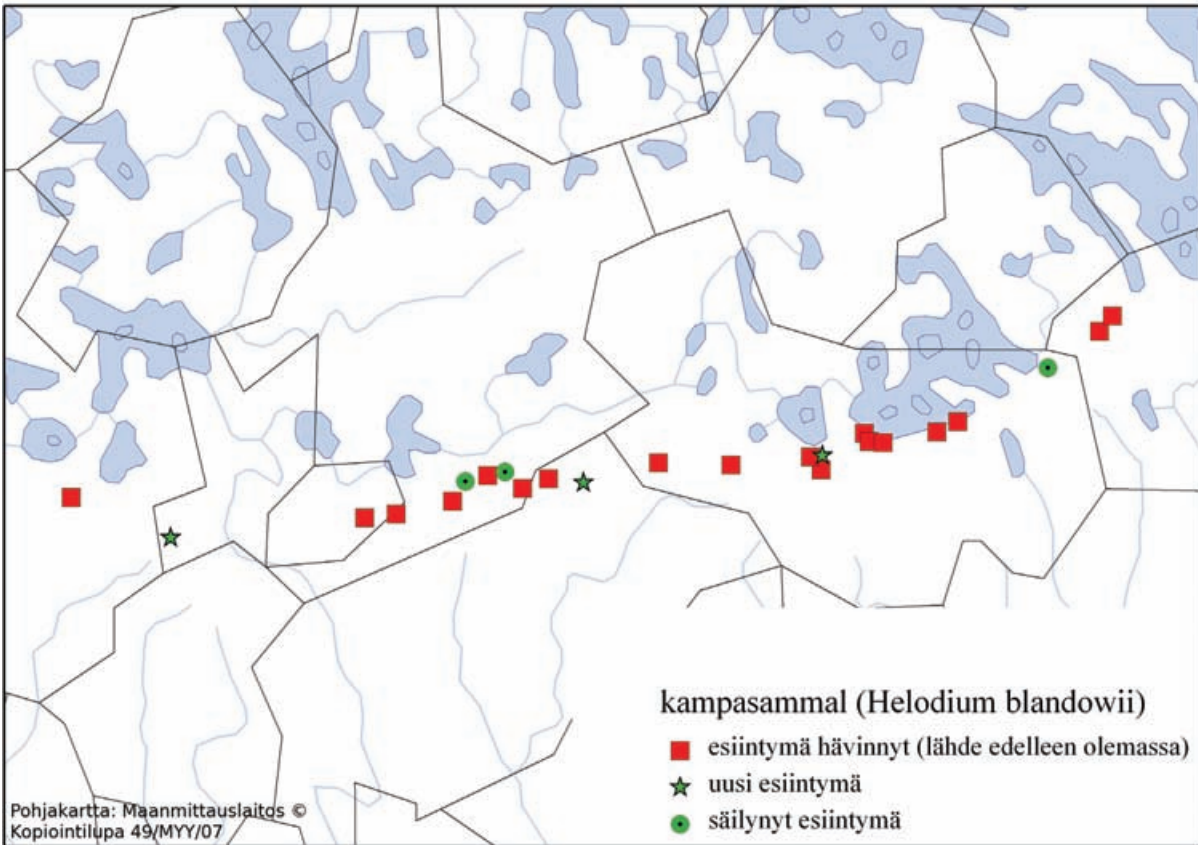 kampasammal (Helodium blandowii)
esiintymä hävinnyt (lähde edelleen olemassa)
uusi esiintymä
säilynyt esiintymä
Pohjakartta: Maanmittauslaitos ©
Kopiointilupa 49/MYY/07